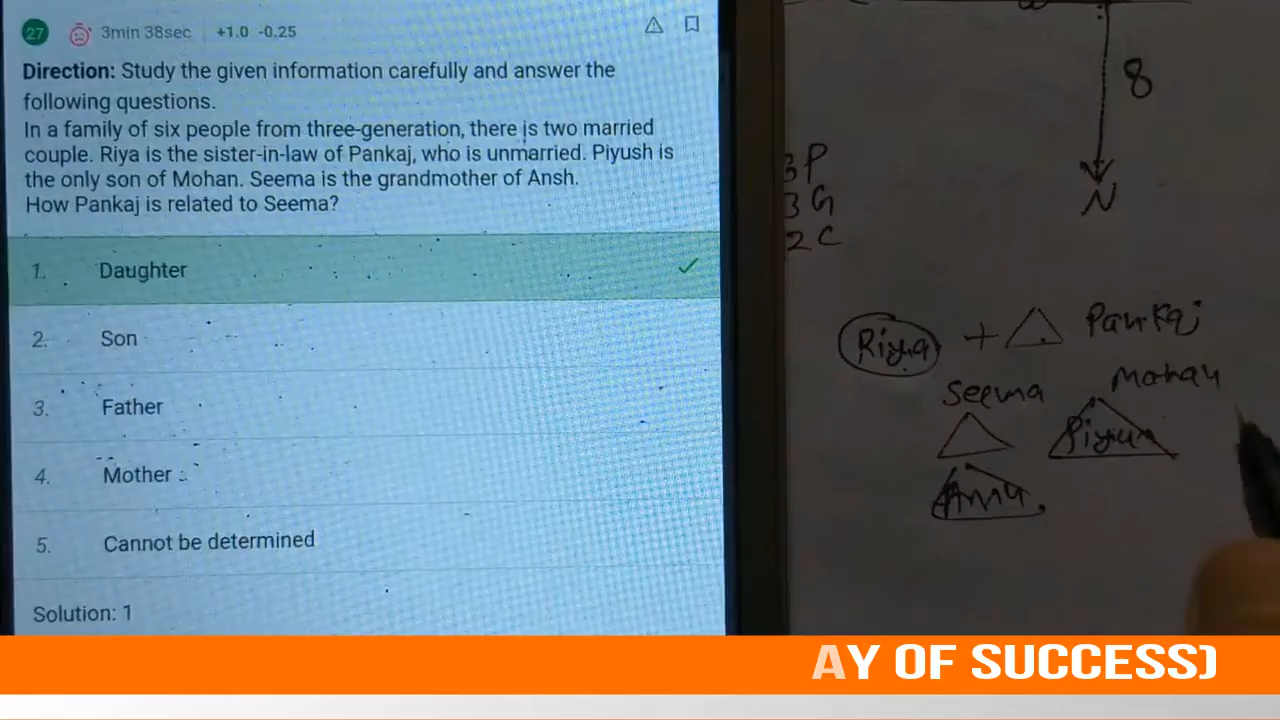 27 3min 38sec +1.0 -0.25
Direction: Study the given information carefully and answer the
following questions.
In a family of six people from three-generation, there is two married
couple. Riya is the sister-in-law of Pankaj, who is unmarried. Piyush is
the only son of Mohan. Seema is the grandmother of Ansh.
How Pankaj is related to Seema?
1. Daughter
2. Son
3. Father
4. Mother
5. Cannot be determined
Solution: 1
8
N
3P
3G
2C
Riya + Pankaj
Seema Mohan
AY OF SUCCESS)